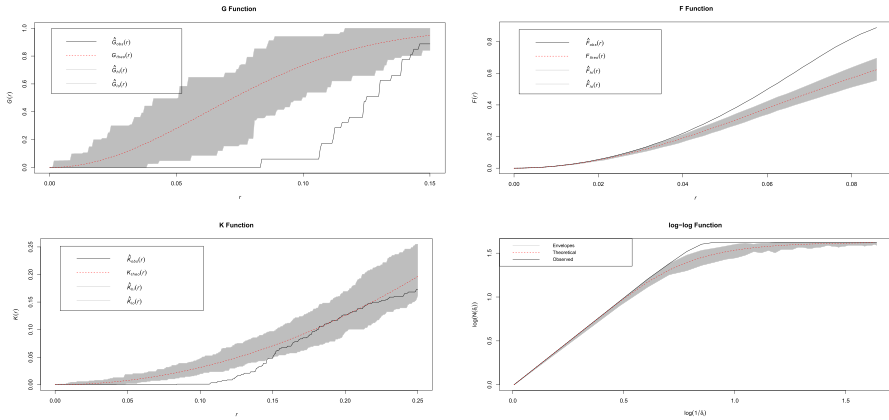 G Function
Ĝobs(r)
Gtheo(r)
Ĝhi(r)
Ĝlo(r)
G(r)
0.0 0.2 0.4 0.6 0.8 1.0
0.00 0.05 0.10 0.15
r
F Function
F̂obs(r)
Ftheo(r)
F̂hi(r)
F̂lo(r)
F(r)
0.0 0.2 0.4 0.6 0.8
0.00 0.02 0.04 0.06 0.08
r
K Function
K̂obs(r)
Ktheo(r)
K̂hi(r)
K̂lo(r)
K(r)
0.00 0.05 0.10 0.15 0.20 0.25
0.00 0.05 0.10 0.15 0.20 0.25
r
log−log Function
Envelopes
Theoretical
Observed
0.0 0.5 1.0 1.5
0.0 0.5 1.0 1.5